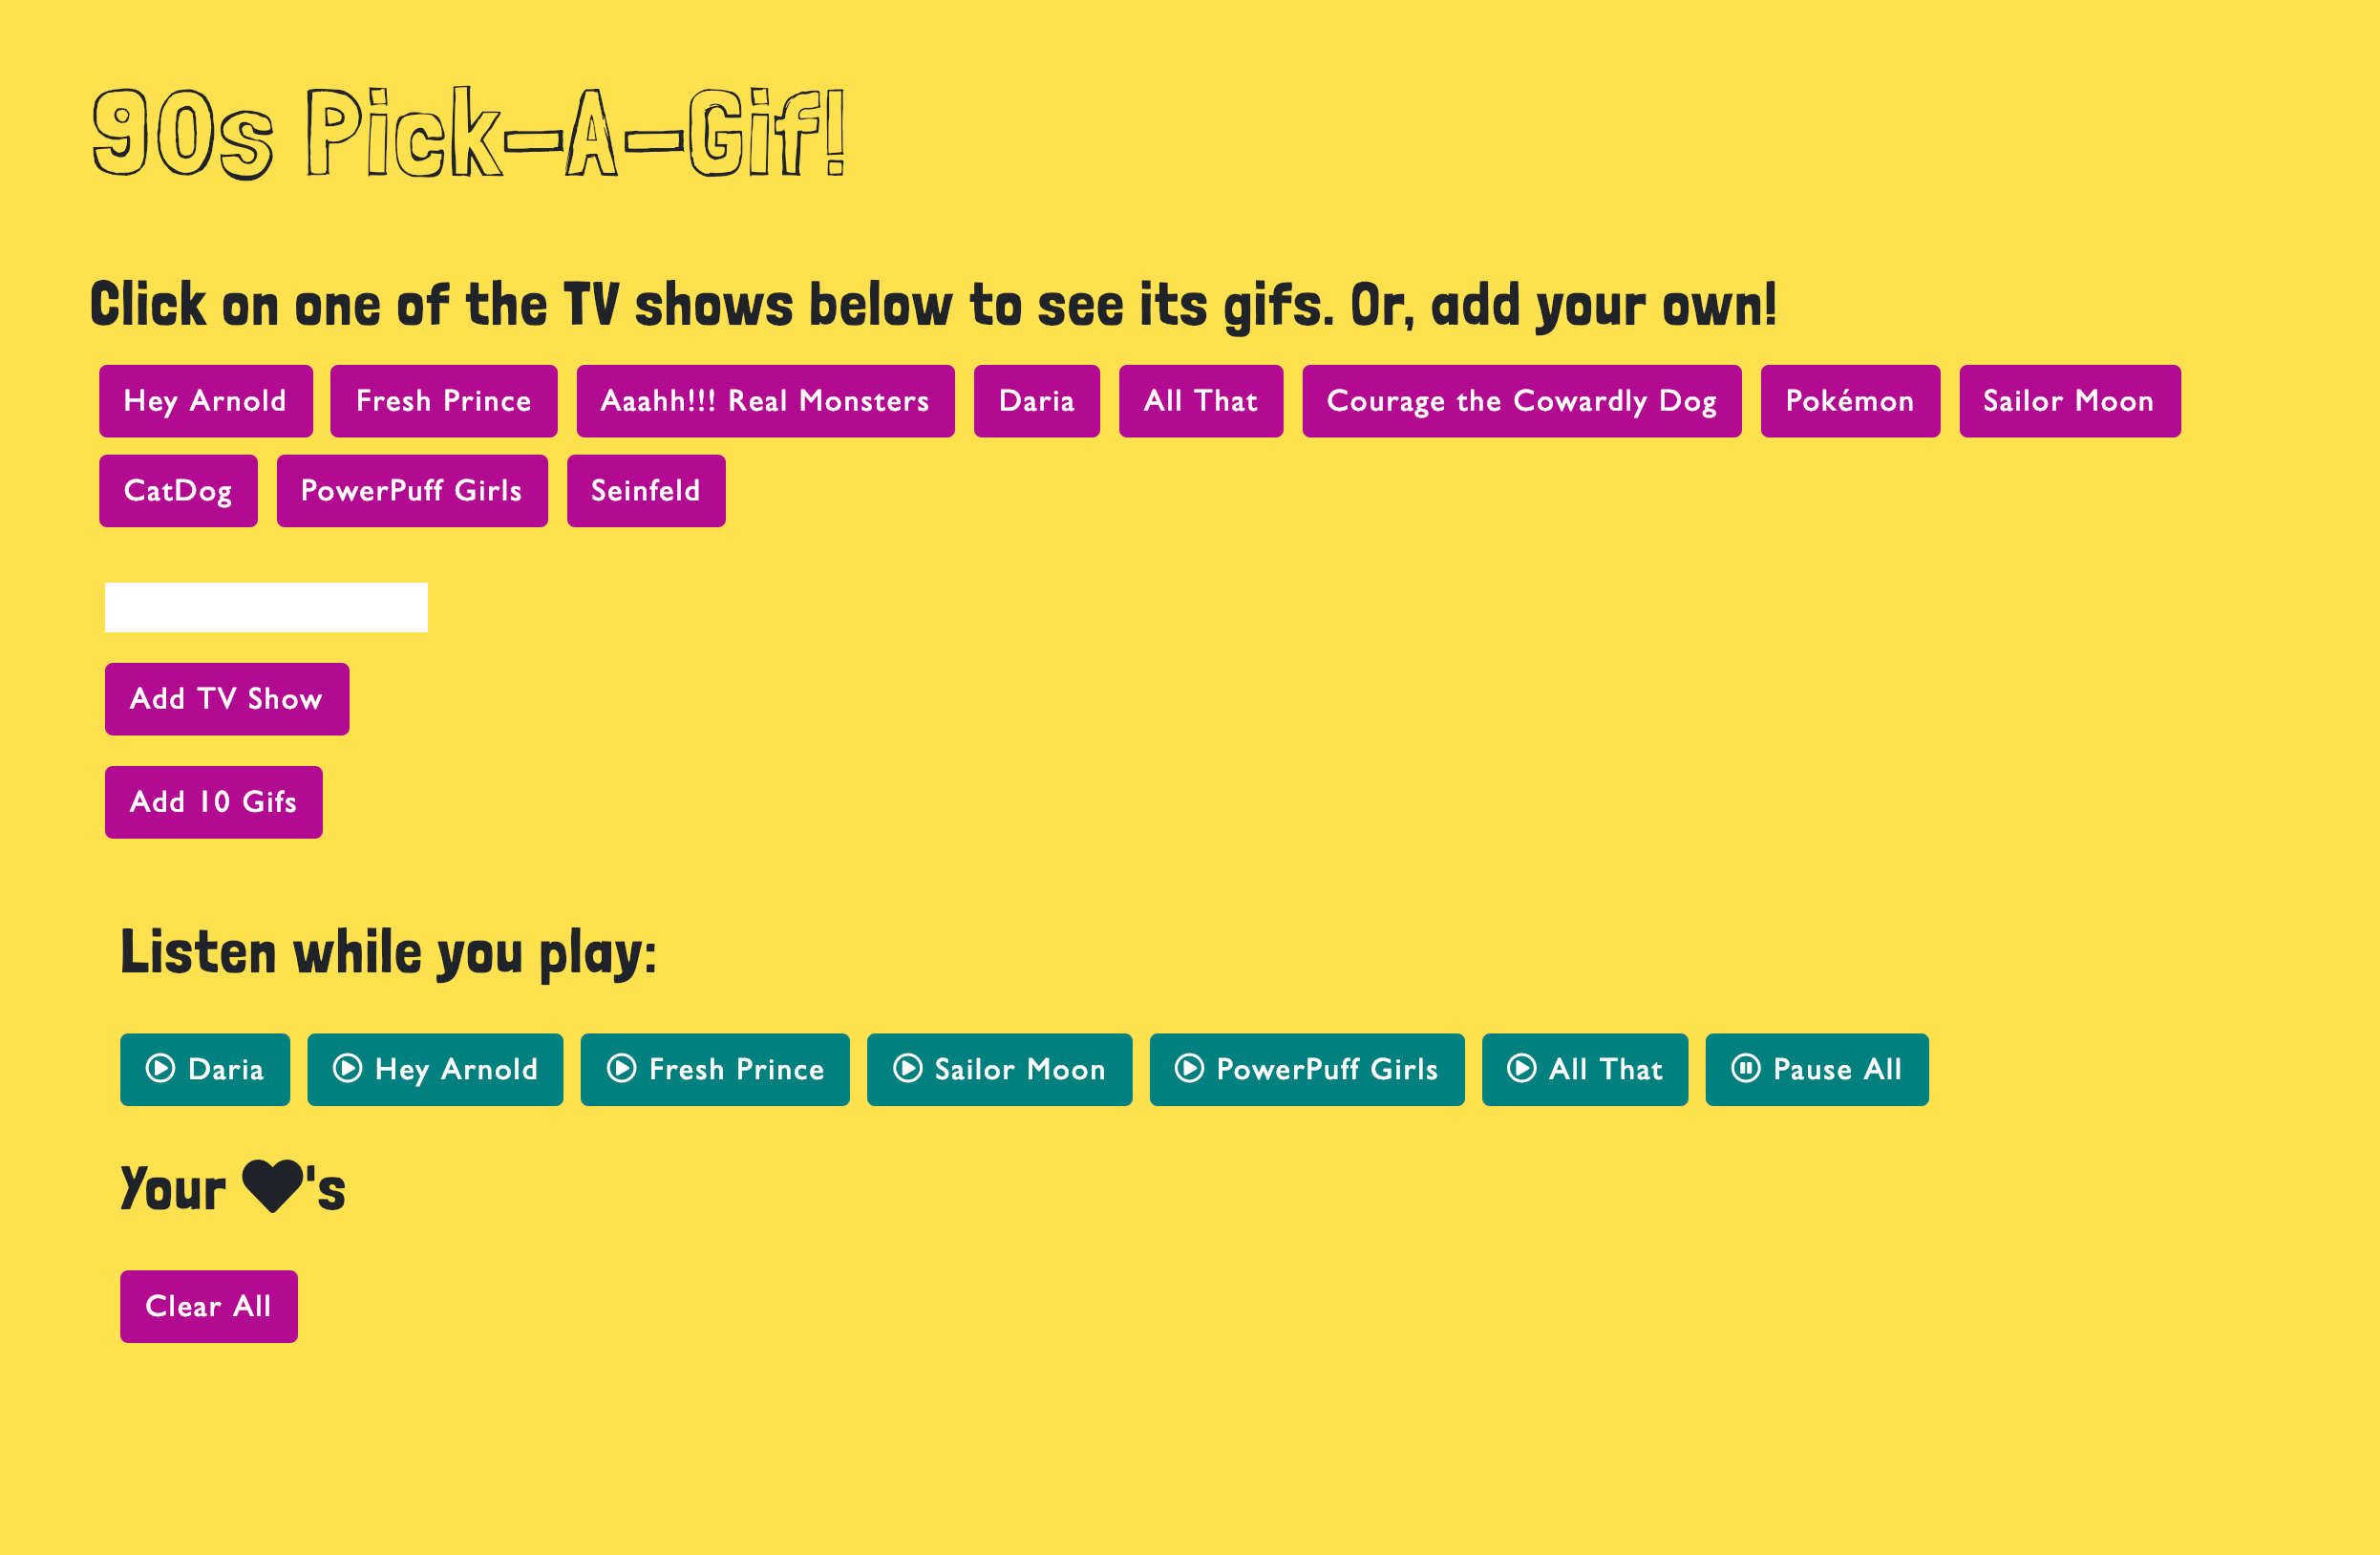 90s Pick-A-Gif!
Click on one of the TV shows below to see its gifs. Or, add your own!
Hey Arnold Fresh Prince Aaahh!!! Real Monsters Daria All That Courage the Cowardly Dog Pokémon Sailor Moon
CatDog PowerPuff Girls Seinfeld
Add TV Show
Add 10 Gifs
Listen while you play:
Daria Hey Arnold Fresh Prince Sailor Moon PowerPuff Girls All That Pause All
Your ♥'s
Clear All